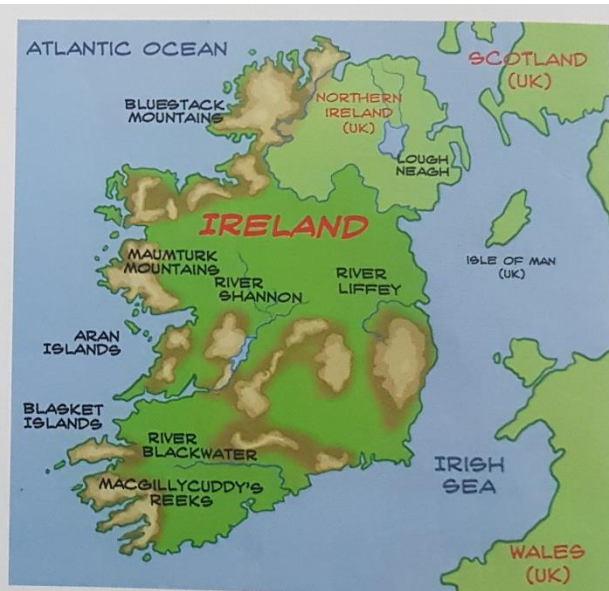 ATLANTIC OCEAN
SCOTLAND
(UK)
BLUESTACK
MOUNTAINS
NORTHERN
IRELAND
(UK)
LOUGH
NEAGH
IRELAND
ISLE OF MAN
(UK)
MAUMTURK
MOUNTAINS
RIVER
SHANNON
RIVER
LIFFEY
ARAN
ISLANDS
BLASKET
ISLANDS
RIVER
BLACKWATER
MACGILLYCUDDY'S
REEKS
IRISH
SEA
WALES
(UK)